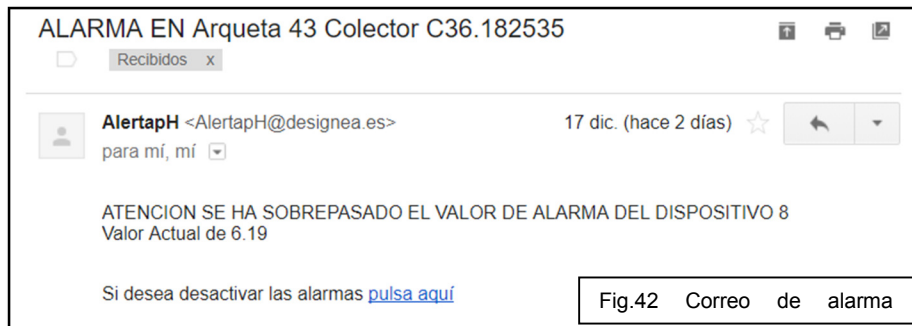 ALARMA EN Arqueta 43 Colector C36.182535
Recibidos x
AlertapH <AlertapH@designea.es>
17 dic. (hace 2 días)
para mí, mí
ATENCION SE HA SOBREPASADO EL VALOR DE ALARMA DEL DISPOSITIVO 8
Valor Actual de 6.19
Si desea desactivar las alarmas pulsa aquí
Fig.42 Correo de alarma